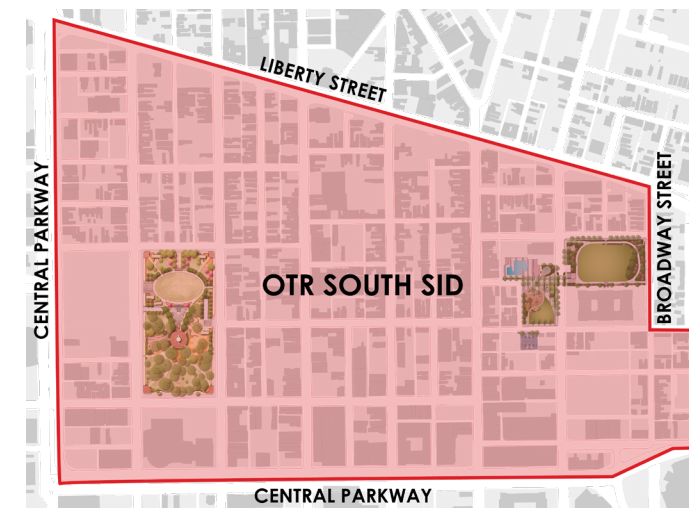 LIBERTY STREET
CENTRAL PARKWAY
BROADWAY STREET
OTR SOUTH SID
CENTRAL PARKWAY